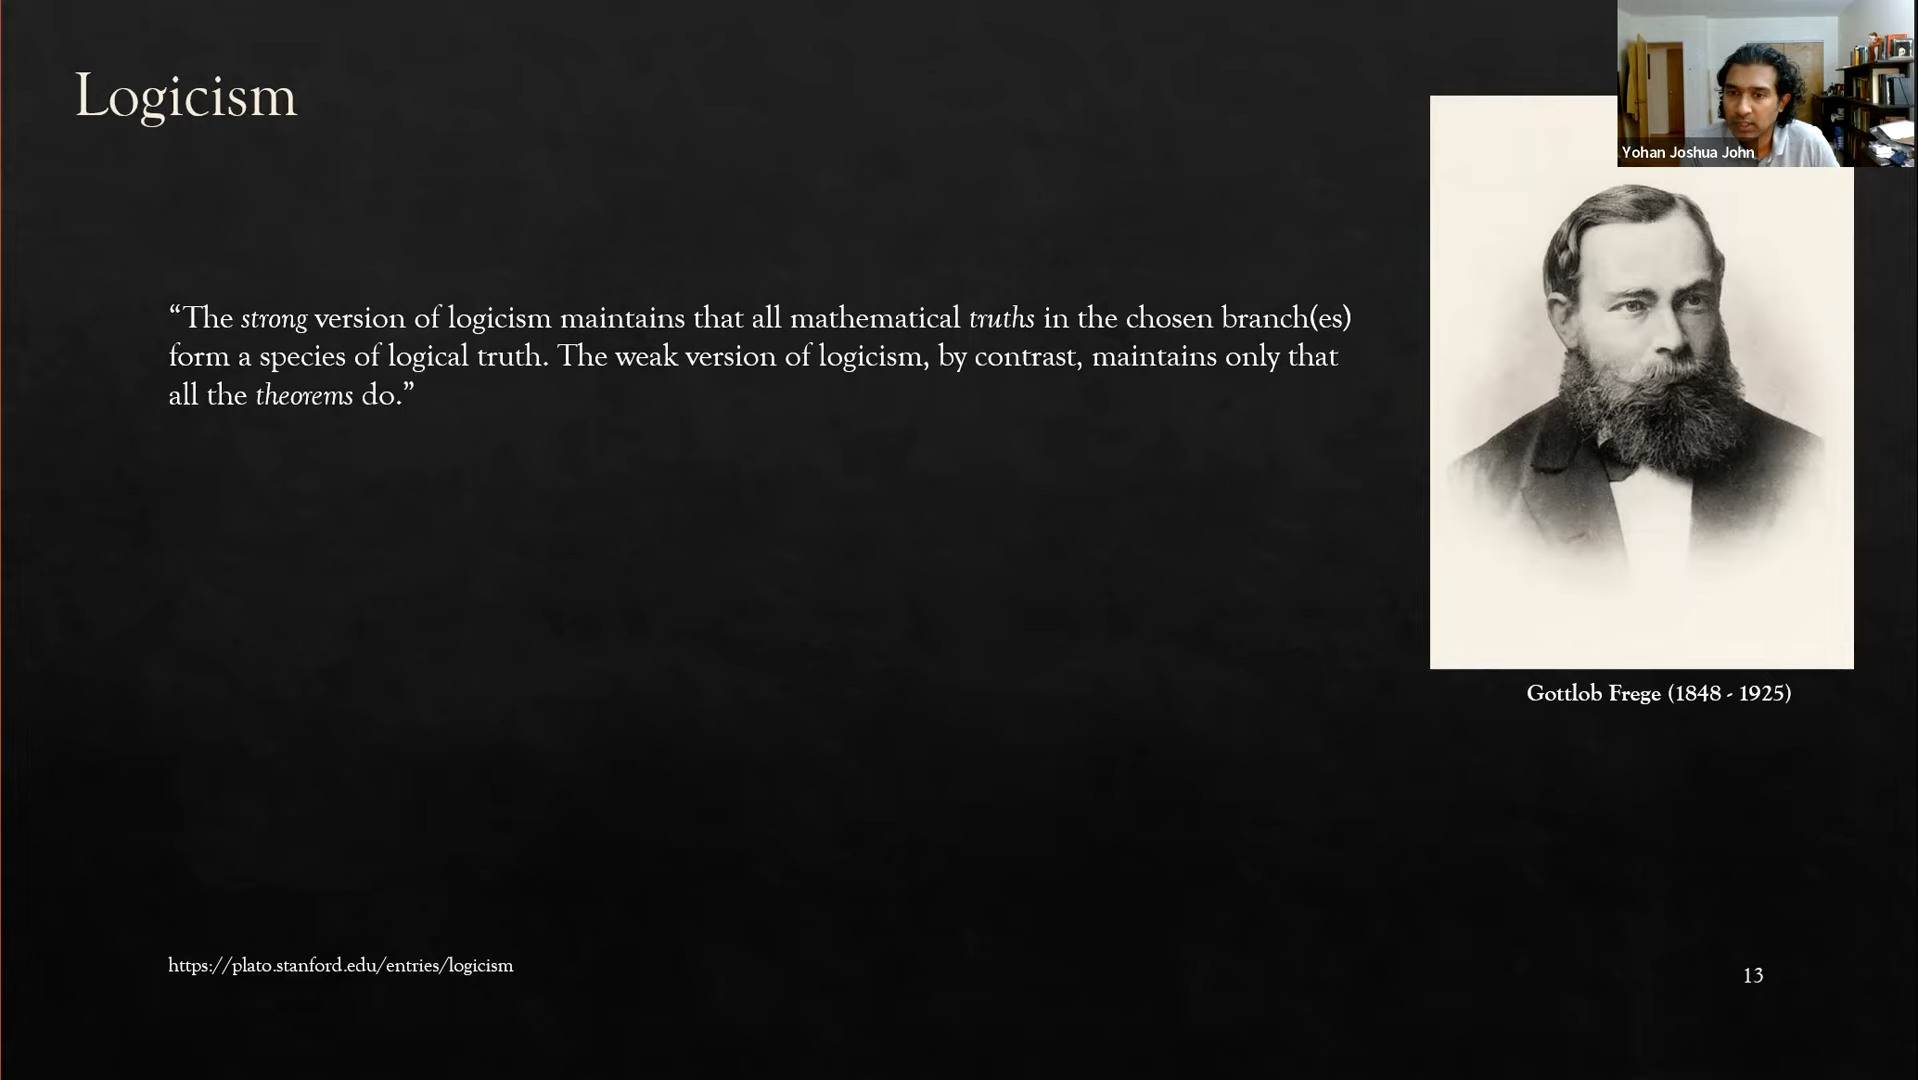 Logicism
Yohan Joshua John
“The strong version of logicism maintains that all mathematical truths in the chosen branch(es)
form a species of logical truth. The weak version of logicism, by contrast, maintains only that
all the theorems do.”
Gottlob Frege (1848 - 1925)
https://plato.stanford.edu/entries/logicism
13